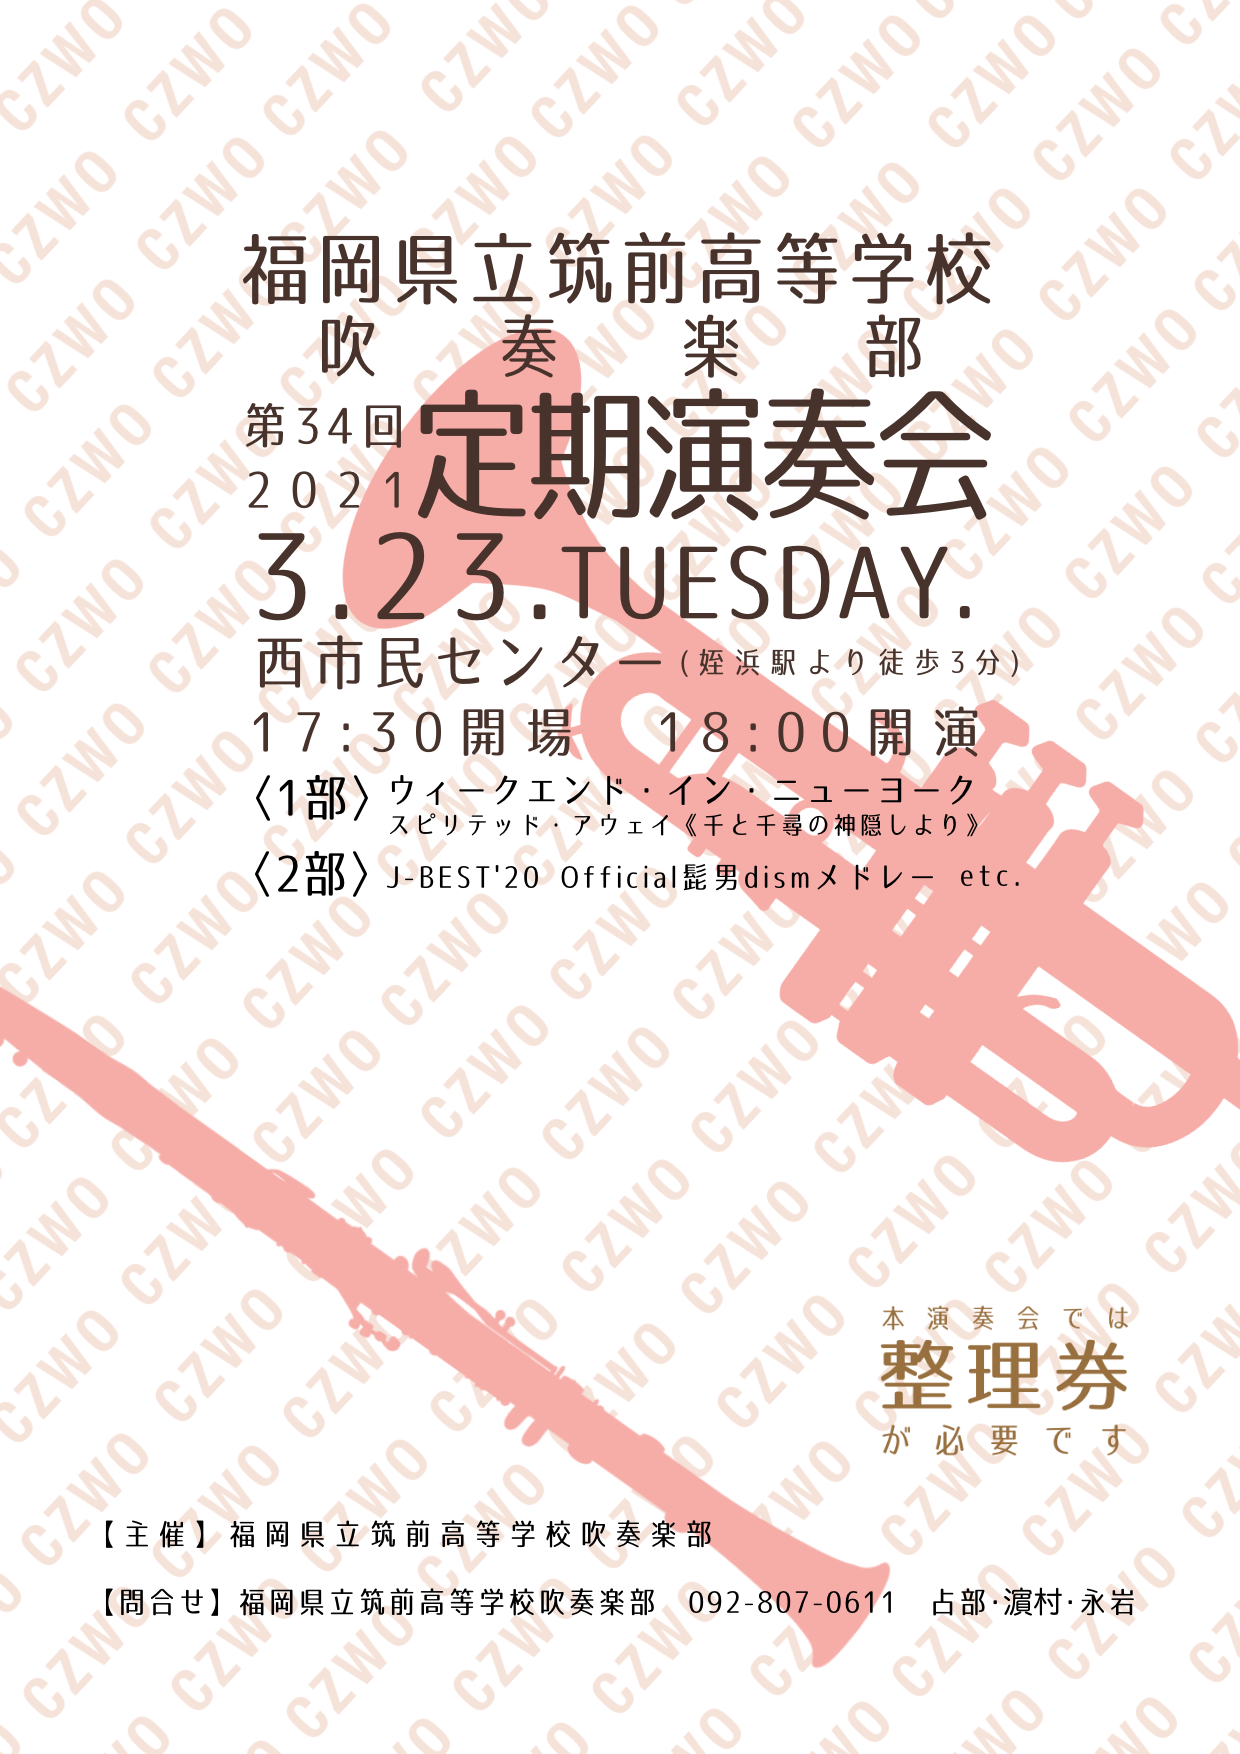 福岡県立筑前高等学校
吹奏楽部
第34回
2021
定期演奏会
3.23.TUESDAY.
西市民センター(姪浜駅より徒歩3分)
17:30開場 18:00開演
〈1部〉ウィークエンド・イン・ニューヨーク
スピリテッド・アウェイ《千と千尋の神隠しより》
〈2部〉J-BEST'20 Official髭男dismメドレー etc.
本演奏会では
整理券
が必要です
【主催】福岡県立筑前高等学校吹奏楽部
【問合せ】福岡県立筑前高等学校吹奏楽部 092-807-0611 占部・濵村・永岩
CZWO